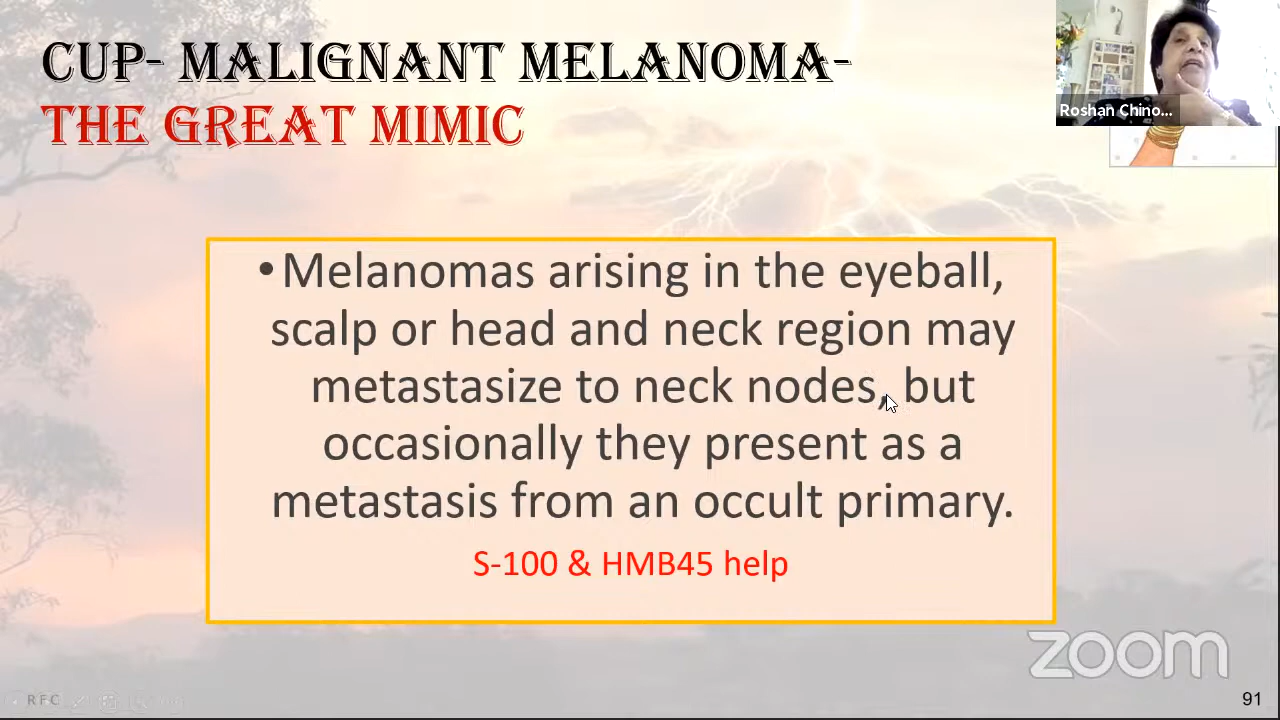 CUP- MALIGNANT MELANOMA-
THE GREAT MIMIC
Roshan Chino...
•Melanomas arising in the eyeball,
scalp or head and neck region may
metastasize to neck nodes, but
occasionally they present as a
metastasis from an occult primary.
S-100 & HMB45 help
zoom
RFC
91